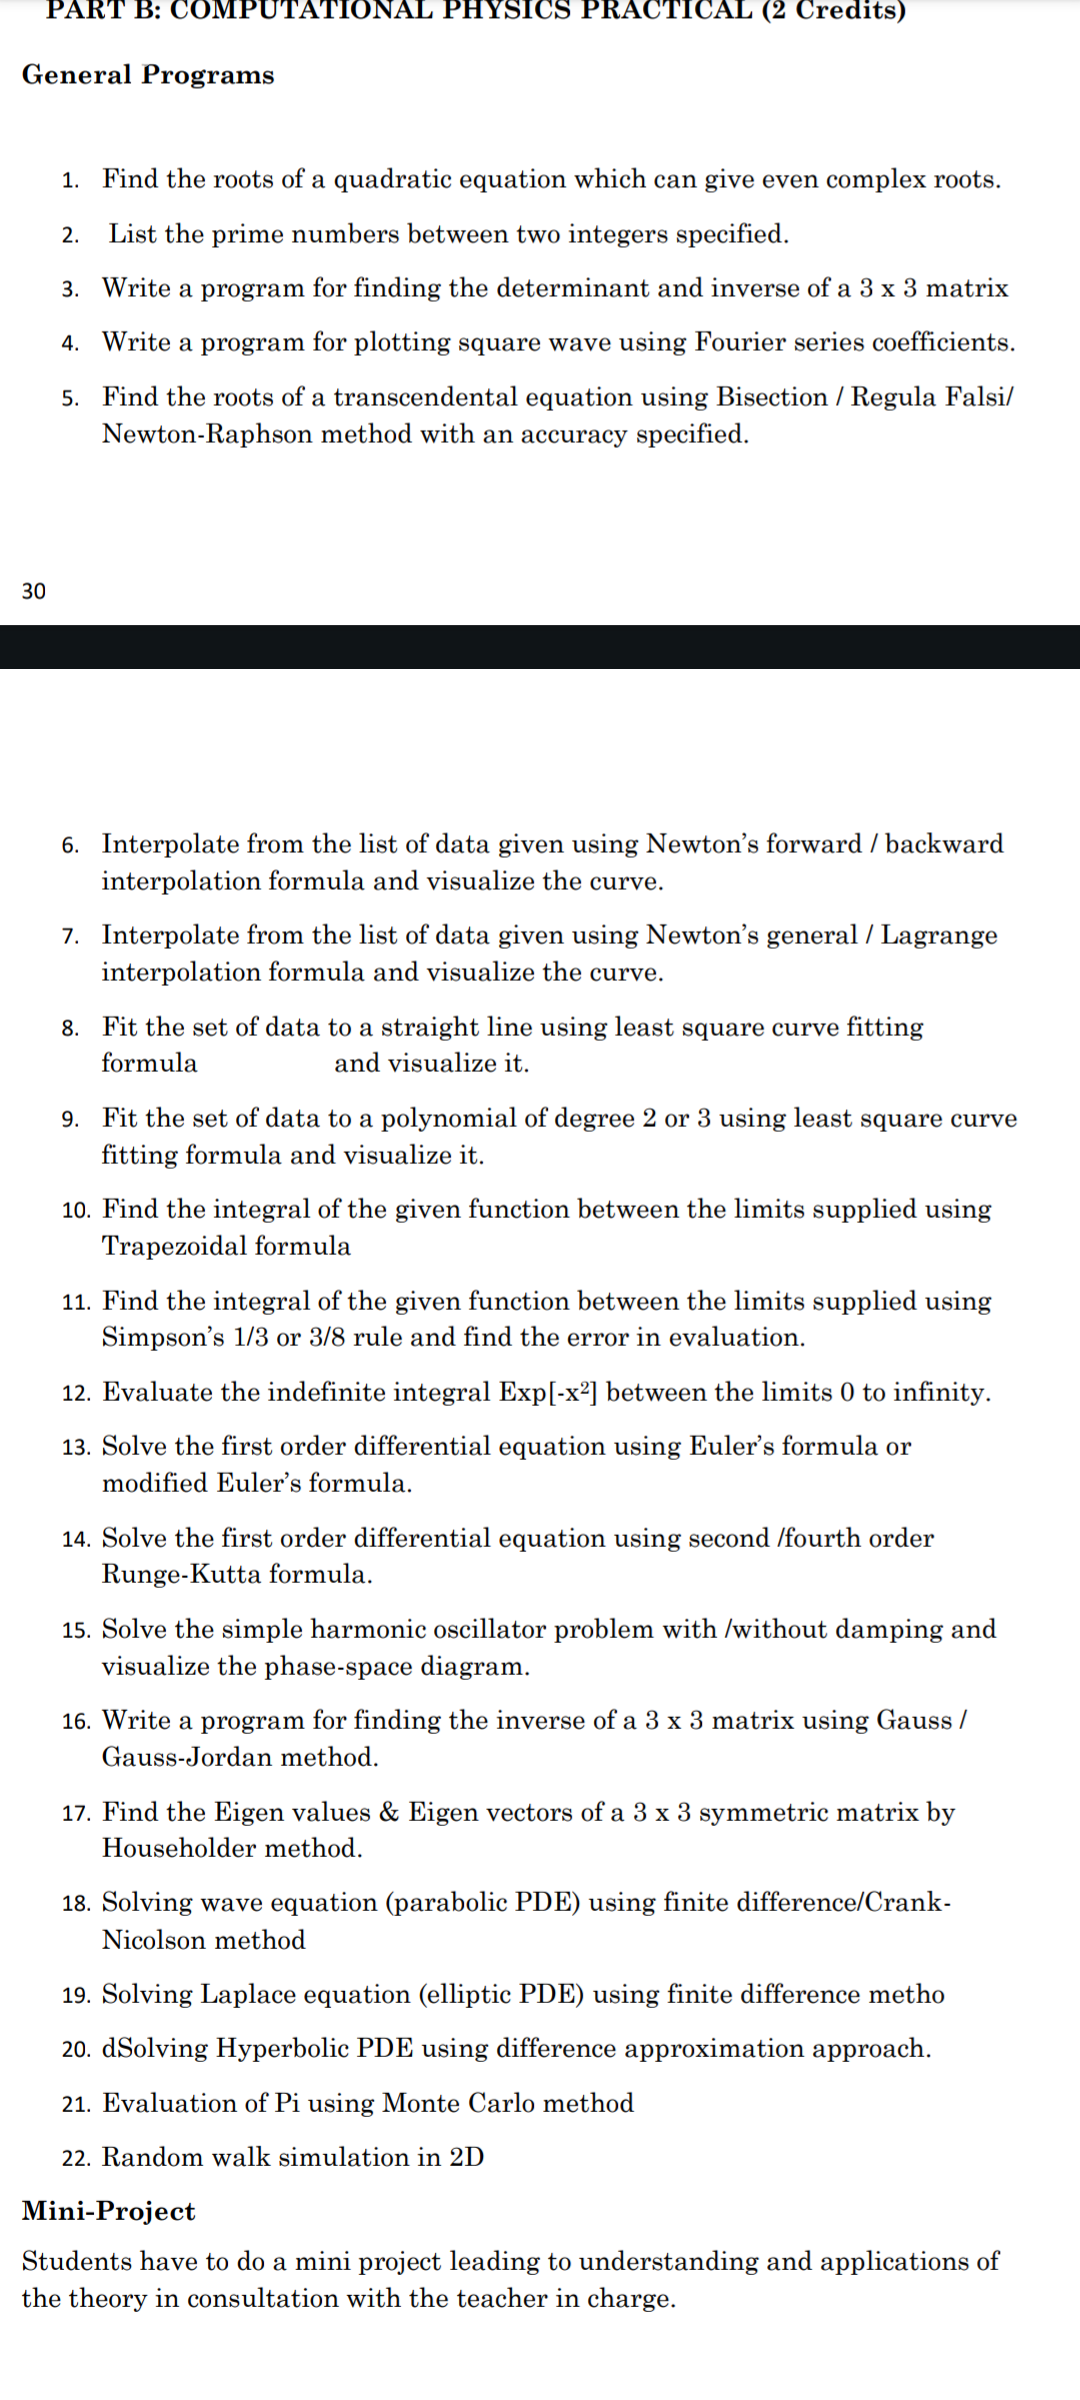 PART B: COMPUTATIONAL PHYSICS PRACTICAL (2 Credits)
General Programs
1. Find the roots of a quadratic equation which can give even complex roots.
2. List the prime numbers between two integers specified.
3. Write a program for finding the determinant and inverse of a 3 x 3 matrix
4. Write a program for plotting square wave using Fourier series coefficients.
5. Find the roots of a transcendental equation using Bisection / Regula Falsi/
Newton-Raphson method with an accuracy specified.
30
6. Interpolate from the list of data given using Newton’s forward / backward
interpolation formula and visualize the curve.
7. Interpolate from the list of data given using Newton’s general / Lagrange
interpolation formula and visualize the curve.
8. Fit the set of data to a straight line using least square curve fitting
formula and visualize it.
9. Fit the set of data to a polynomial of degree 2 or 3 using least square curve
fitting formula and visualize it.
10. Find the integral of the given function between the limits supplied using
Trapezoidal formula
11. Find the integral of the given function between the limits supplied using
Simpson’s 1/3 or 3/8 rule and find the error in evaluation.
12. Evaluate the indefinite integral Exp[-x²] between the limits 0 to infinity.
13. Solve the first order differential equation using Euler’s formula or
modified Euler’s formula.
14. Solve the first order differential equation using second /fourth order
Runge-Kutta formula.
15. Solve the simple harmonic oscillator problem with /without damping and
visualize the phase-space diagram.
16. Write a program for finding the inverse of a 3 x 3 matrix using Gauss /
Gauss-Jordan method.
17. Find the Eigen values & Eigen vectors of a 3 x 3 symmetric matrix by
Householder method.
18. Solving wave equation (parabolic PDE) using finite difference/Crank-
Nicolson method
19. Solving Laplace equation (elliptic PDE) using finite difference metho
20. dSolving Hyperbolic PDE using difference approximation approach.
21. Evaluation of Pi using Monte Carlo method
22. Random walk simulation in 2D
Mini-Project
Students have to do a mini project leading to understanding and applications of
the theory in consultation with the teacher in charge.